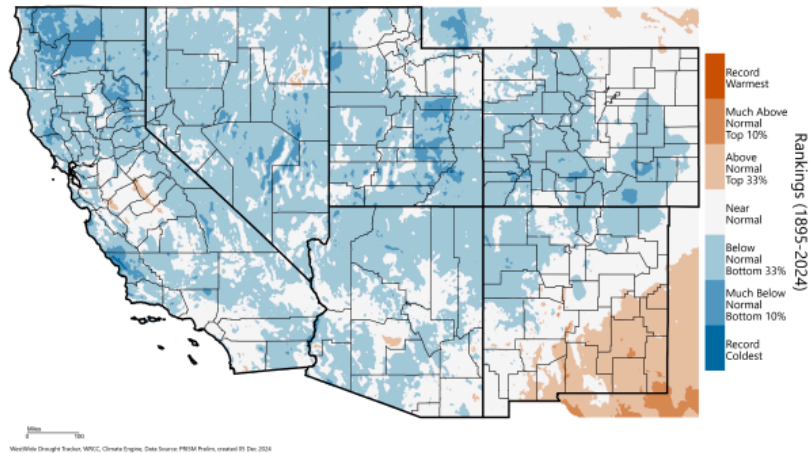 Record
Warmest
Much Above
Normal
Top 10%
Above
Normal
Top 33%
Near
Normal
Below
Normal
Bottom 33%
Much Below
Normal
Bottom 10%
Record
Coldest
Rankings (1895-2024)
Miles
0 100
WestWide Drought Tracker, WRCC, Climate Engine, Data Source: PRISM Prelim, created 05 Dec 2024